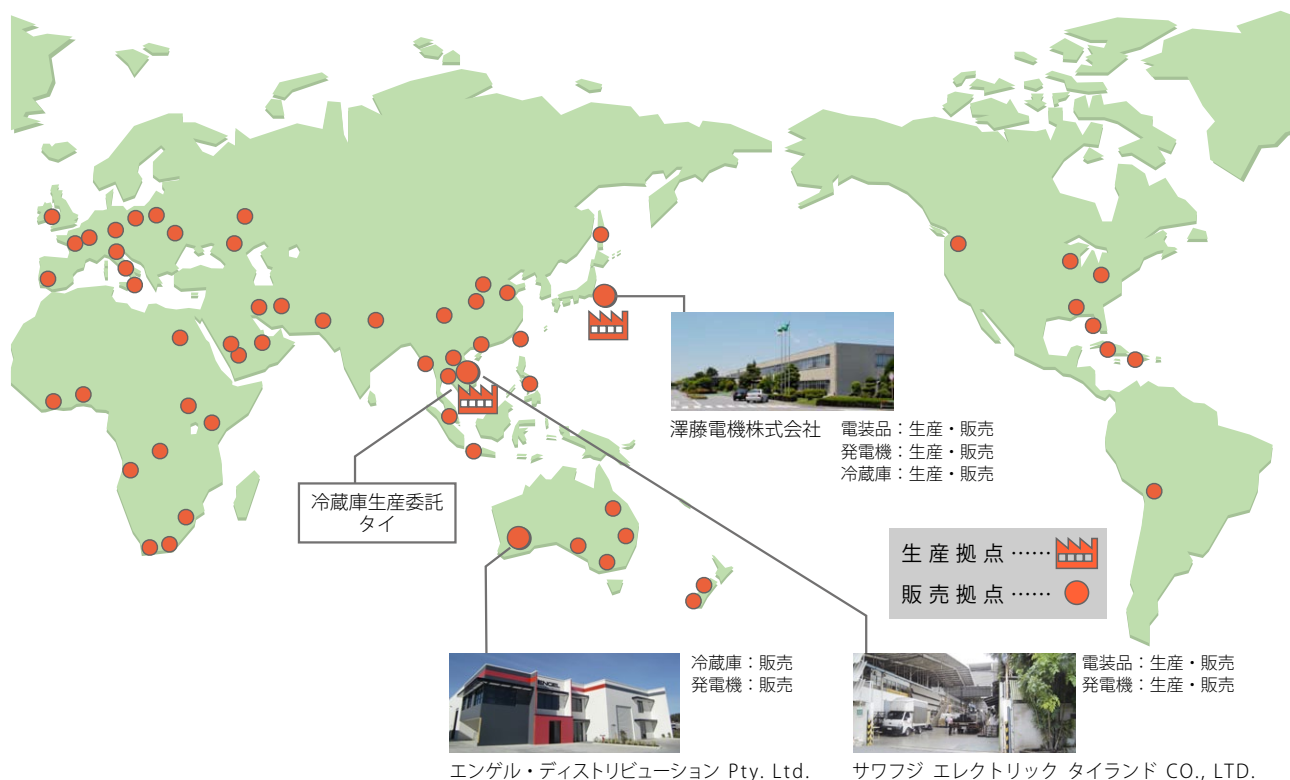 澤藤電機株式会社
電装品：生産・販売
発電機：生産・販売
冷蔵庫：生産・販売
冷蔵庫生産委託
タイ
生産拠点……
販売拠点……
ENGEL
冷蔵庫：販売
発電機：販売
エンゲル・ディストリビューション Pty. Ltd.
電装品：生産・販売
発電機：生産・販売
サワフジ エレクトリック タイランド CO., LTD.